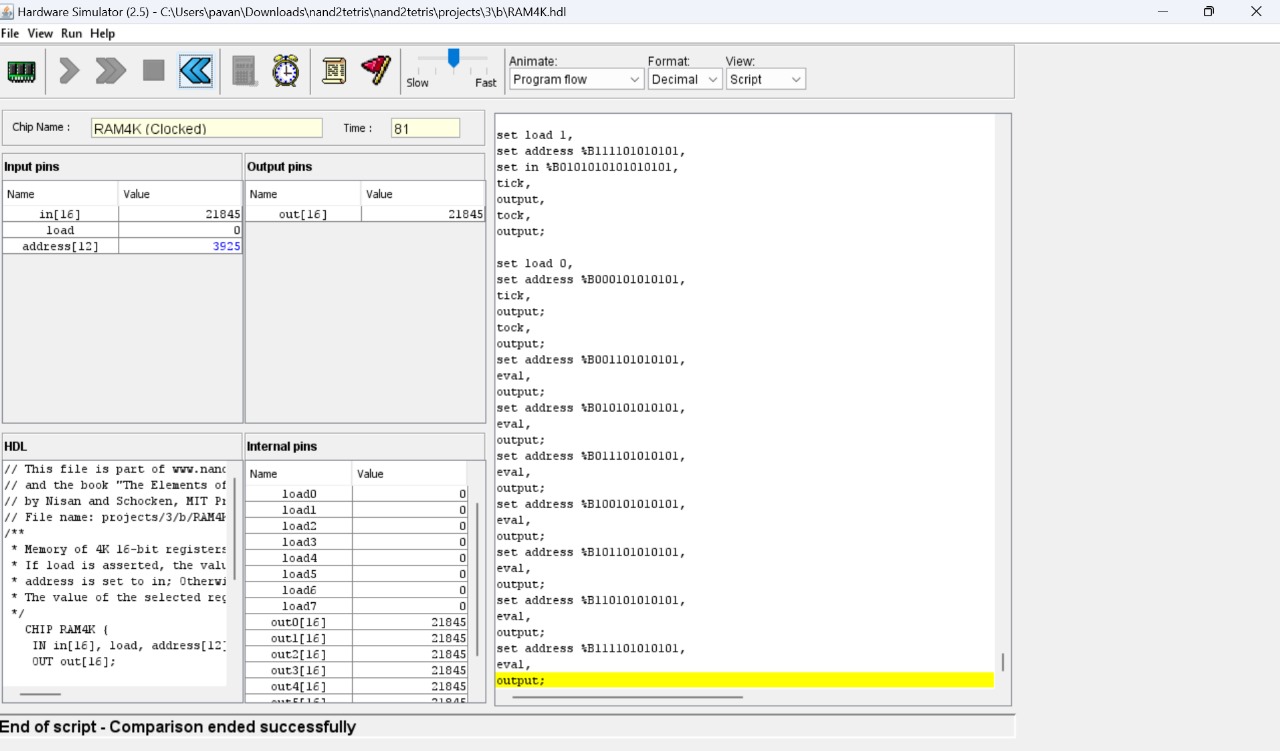 Hardware Simulator (2.5) - C:\Users\pavan\Downloads\nand2tetris\nand2tetris\projects\3\b\RAM4K.hdl
File View Run Help
Slow
Fast
Animate:
Program flow
Format:
Decimal
View:
Script
Chip Name :
RAM4K (Clocked)
Time :
81
Input pins
Name Value
in[16] 21845
load 0
address[12] 3925
Output pins
Name Value
out[16] 21845
HDL
// This file is part of www.nand
// and the book "The Elements of
// by Nisan and Schocken, MIT Pr
// File name: projects/3/b/RAM4K
/**
* Memory of 4K 16-bit registers
* If load is asserted, the valu
* address is set to in; Otherwi
* The value of the selected reg
*/
CHIP RAM4K {
IN in[16], load, address[12]
OUT out[16];
Internal pins
Name Value
load0 0
load1 0
load2 0
load3 0
load4 0
load5 0
load6 0
load7 0
out0[16] 21845
out1[16] 21845
out2[16] 21845
out3[16] 21845
out4[16] 21845
out5[16] 21845
set load 1,
set address %B111101010101,
set in %B0101010101010101,
tick,
output,
tock,
output;
set load 0,
set address %B000101010101,
tick,
output;
tock,
output;
set address %B001101010101,
eval,
output;
set address %B010101010101,
eval,
output;
set address %B011101010101,
eval,
output;
set address %B100101010101,
eval,
output;
set address %B101101010101,
eval,
output;
set address %B110101010101,
eval,
output;
set address %B111101010101,
eval,
output;
End of script - Comparison ended successfully